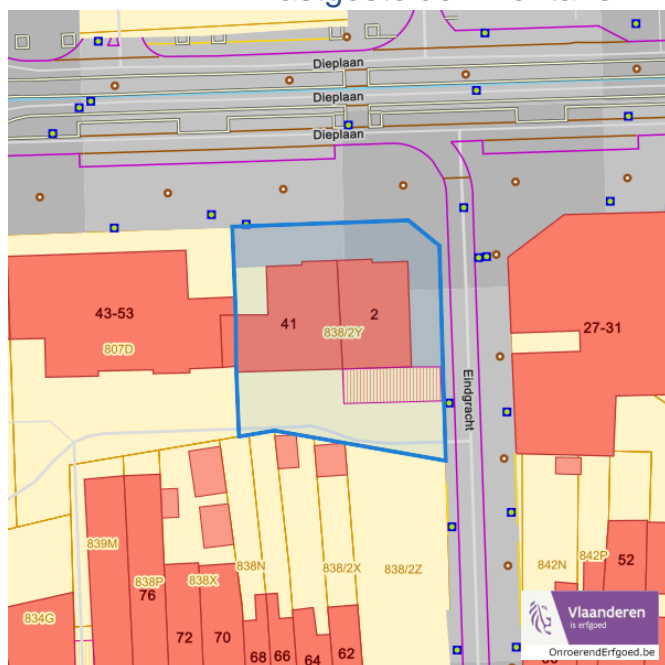 Dieplaan
Dieplaan
Dieplaan
43-53
807D
41
2
838/2Y
27-31
Eindgracht
839M
838P
76
838X
838N
838/2X
838/2Z
842N
842P
52
834G
72
70
68
66
64
62
Vlaanderen
is erfgoed
OnroerendErfgoed.be